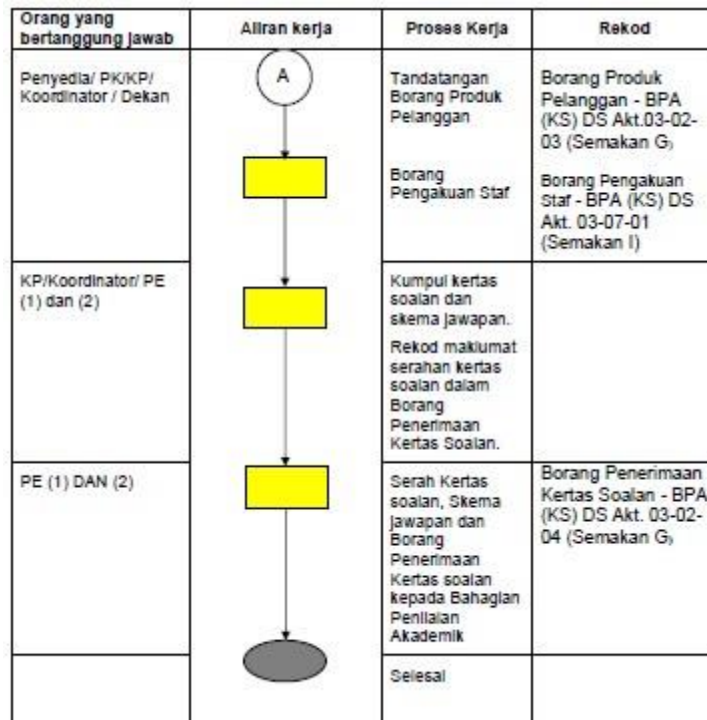 Orang yang
bertanggung jawab
Aliran kerja
Proses Kerja
Rekod
Penyedia/ PK/KP/
Koordinator / Dekan
A
Tandatangan
Borang Produk
Pelanggan
Borang
Pengakuan Staf
Borang Produk
Pelanggan - BPA
(KS) DS Akt.03-02-
03 (Semakan G)
Borang Pengakuan
Staf - BPA (KS) DS
Akt. 03-07-01
(Semakan I)
KP/Koordinator/ PE
(1) dan (2)
Kumpul kertas
soalan dan
skema jawapan.
Rekod maklumat
serahan kertas
soalan dalam
Borang
Penerimaan
Kertas Soalan.
PE (1) DAN (2)
Serah Kertas
soalan, Skema
jawapan dan
Borang
Penerimaan
Kertas soalan
kepada Bahagian
Penilaian
Akademik
Borang Penerimaan
Kertas Soalan - BPA
(KS) DS Akt. 03-02-
04 (Semakan G)
Selesai